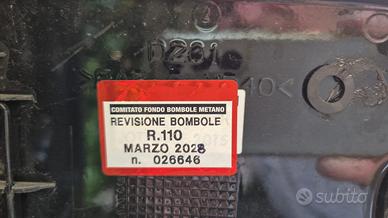 COMITATO FONDO BOMBOLE METANO
REVISIONE BOMBOLE
R.110
MARZO 2028
n. 026646
subito